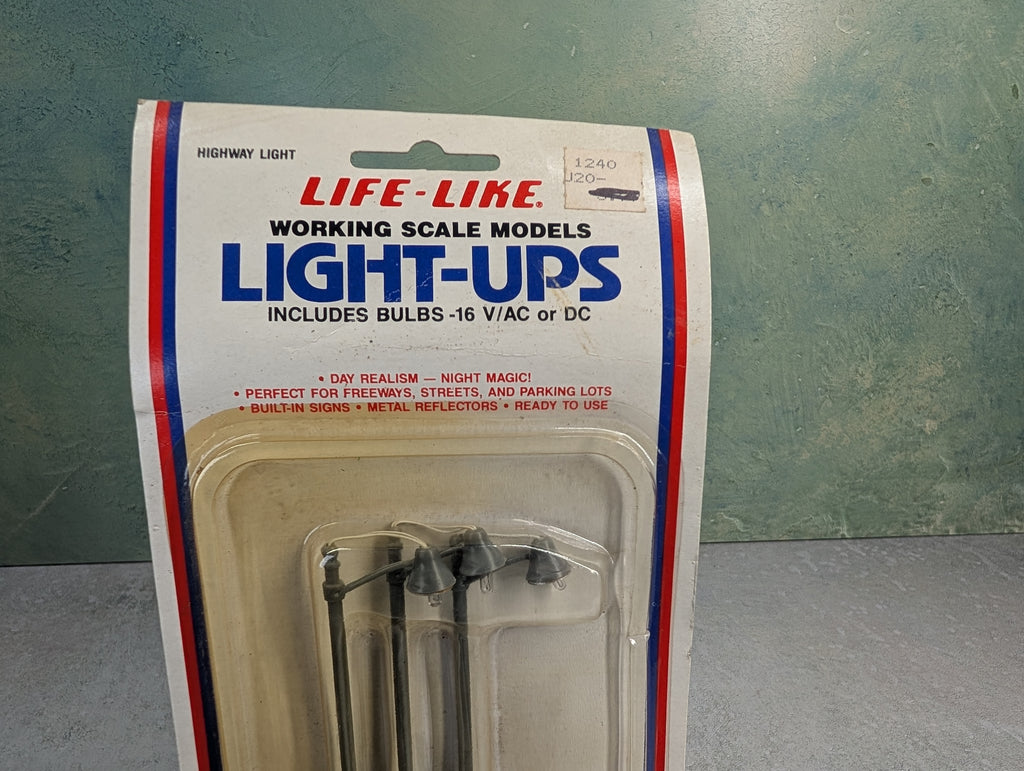 HIGHWAY LIGHT
1240
J20-
LIFE-LIKE®
WORKING SCALE MODELS
LIGHT-UPS
INCLUDES BULBS -16 V/AC or DC
• DAY REALISM — NIGHT MAGIC!
• PERFECT FOR FREEWAYS, STREETS, AND PARKING LOTS
• BUILT-IN SIGNS • METAL REFLECTORS • READY TO USE